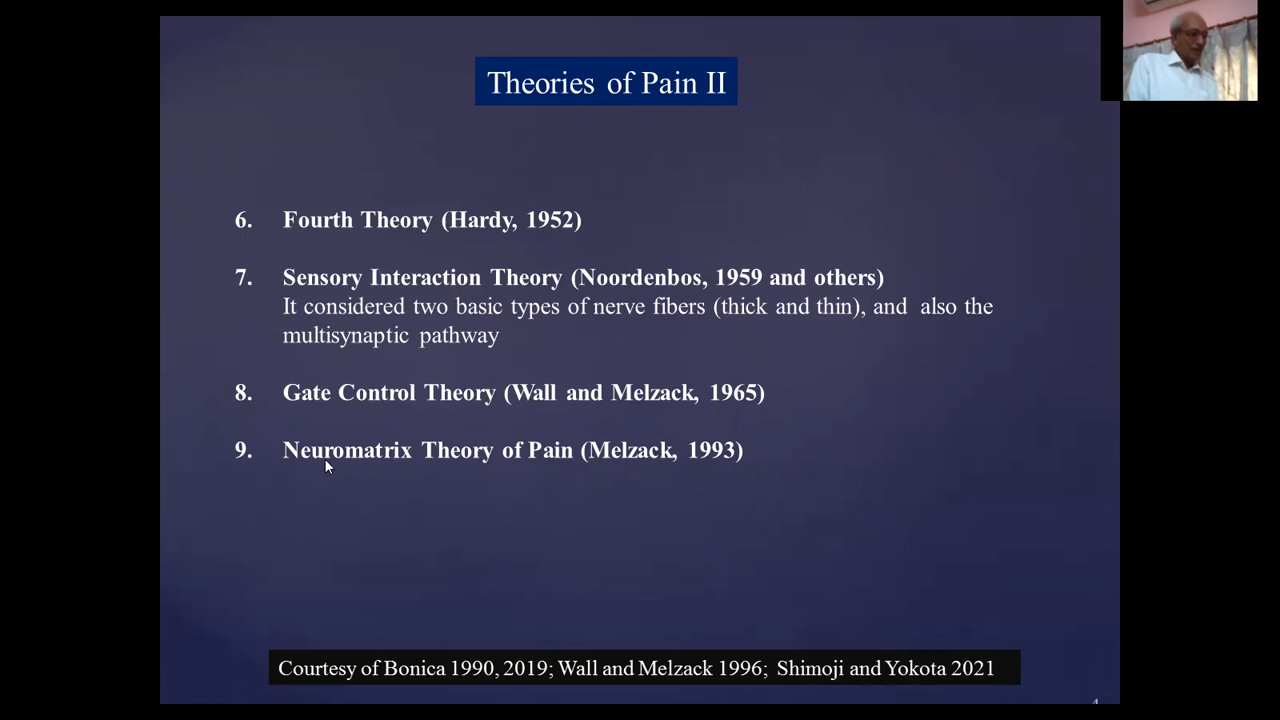 Theories of Pain II
6. Fourth Theory (Hardy, 1952)
7. Sensory Interaction Theory (Noordenbos, 1959 and others)
It considered two basic types of nerve fibers (thick and thin), and also the
multisynaptic pathway
8. Gate Control Theory (Wall and Melzack, 1965)
9. Neuromatrix Theory of Pain (Melzack, 1993)
Courtesy of Bonica 1990, 2019; Wall and Melzack 1996; Shimoji and Yokota 2021
4